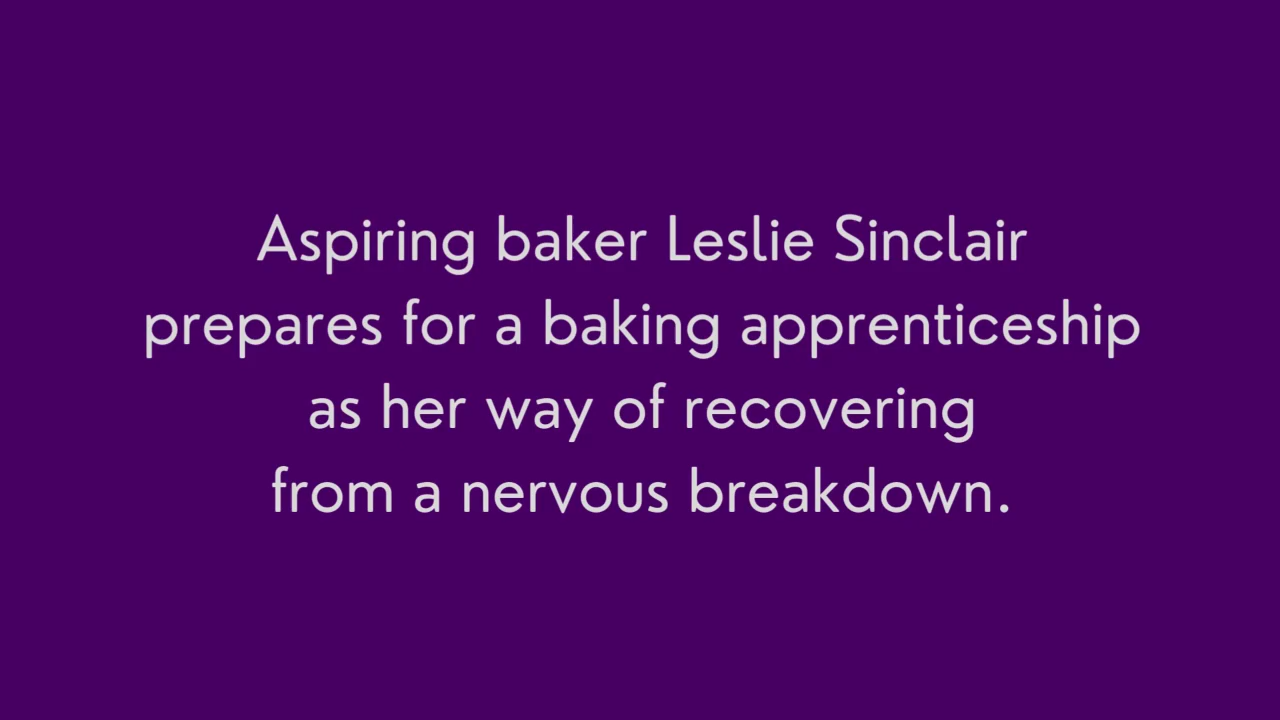 Aspiring baker Leslie Sinclair
prepares for a baking apprenticeship
as her way of recovering
from a nervous breakdown.